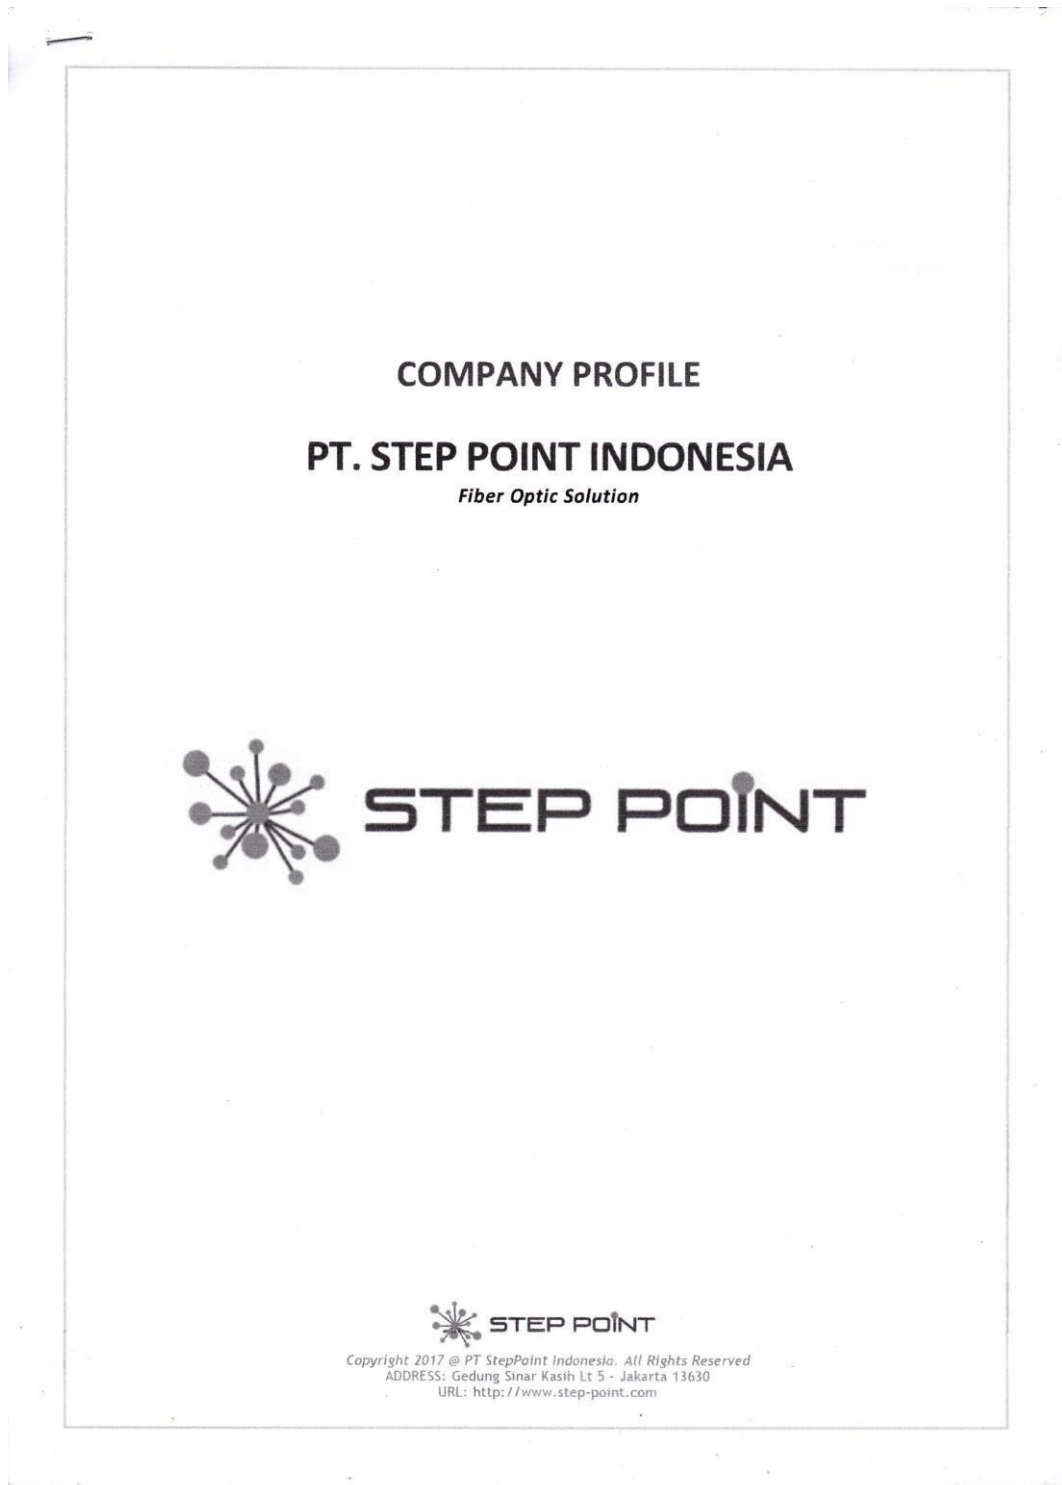 COMPANY PROFILE
PT. STEP POINT INDONESIA
Fiber Optic Solution
STEP POINT
STEP POINT
Copyright 2017 @ PT StepPoint Indonesia. All Rights Reserved
ADDRESS: Gedung Sinar Kasih Lt 5 - Jakarta 13630
URL: http://www.step-point.com